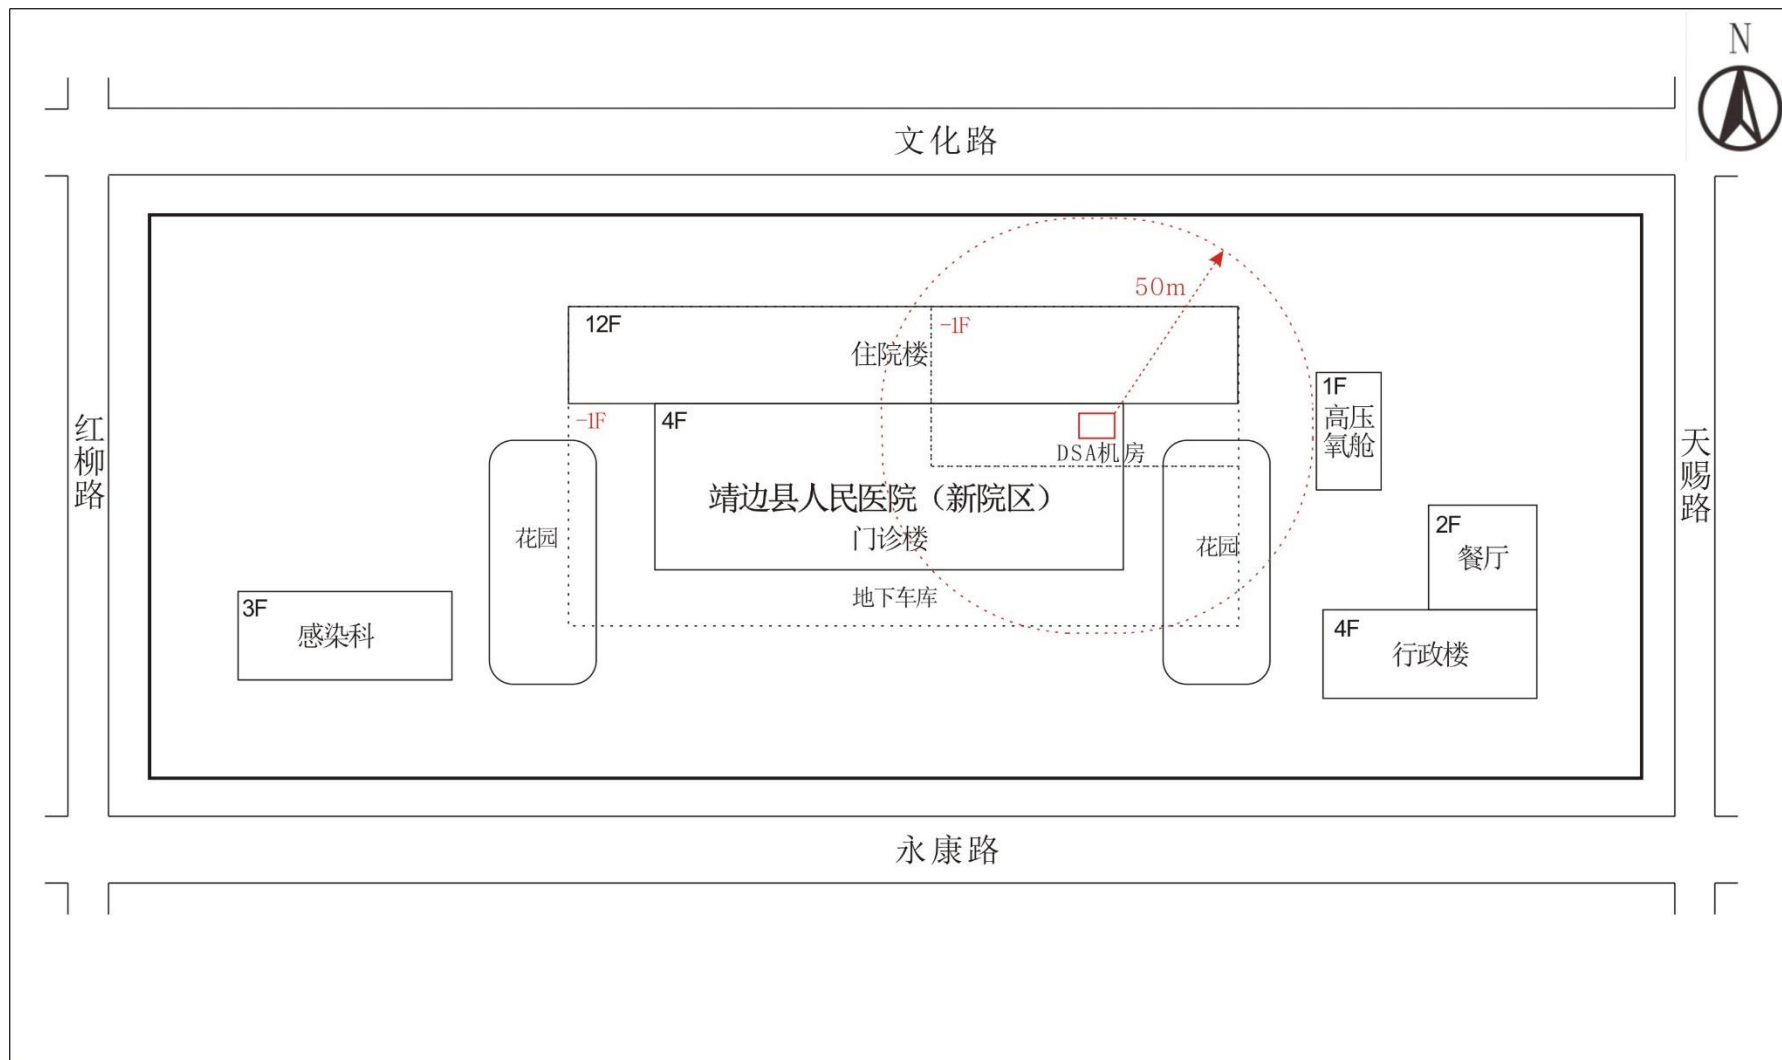 N
文化路
50m
12F
-1F
住院楼
1F
高压
氧舱
-1F
4F
DSA机房
红柳路
天赐路
靖边县人民医院（新院区）
2F
餐厅
花园
门诊楼
花园
地下车库
3F
感染科
4F
行政楼
永康路